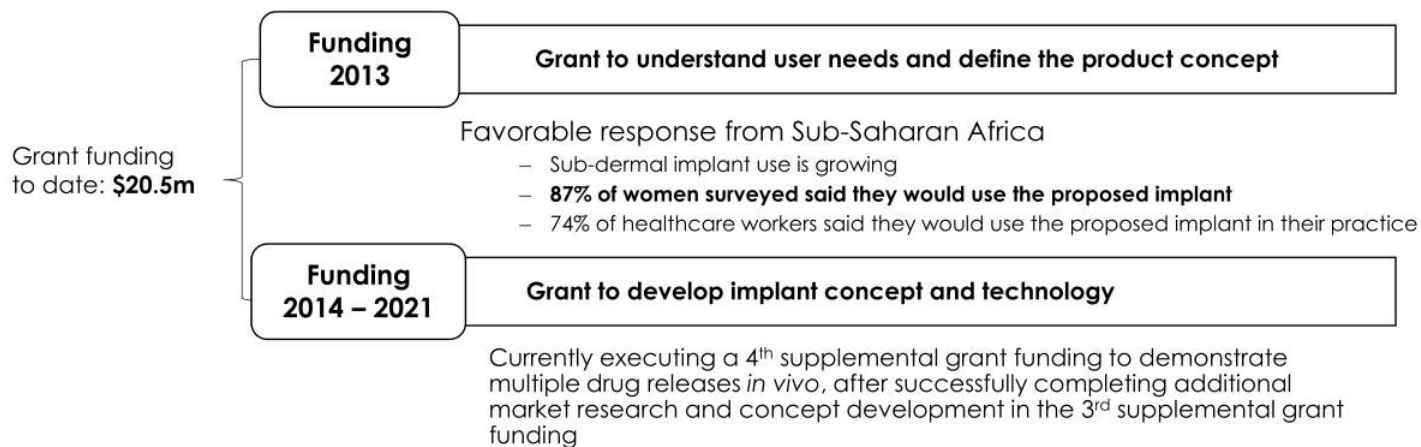 Funding
2013
Grant to understand user needs and define the product concept
Favorable response from Sub-Saharan Africa
– Sub-dermal implant use is growing
– 87% of women surveyed said they would use the proposed implant
– 74% of healthcare workers said they would use the proposed implant in their practice
Grant funding
to date: $20.5m
Funding
2014 – 2021
Grant to develop implant concept and technology
Currently executing a 4th supplemental grant funding to demonstrate
multiple drug releases in vivo, after successfully completing additional
market research and concept development in the 3rd supplemental grant
funding